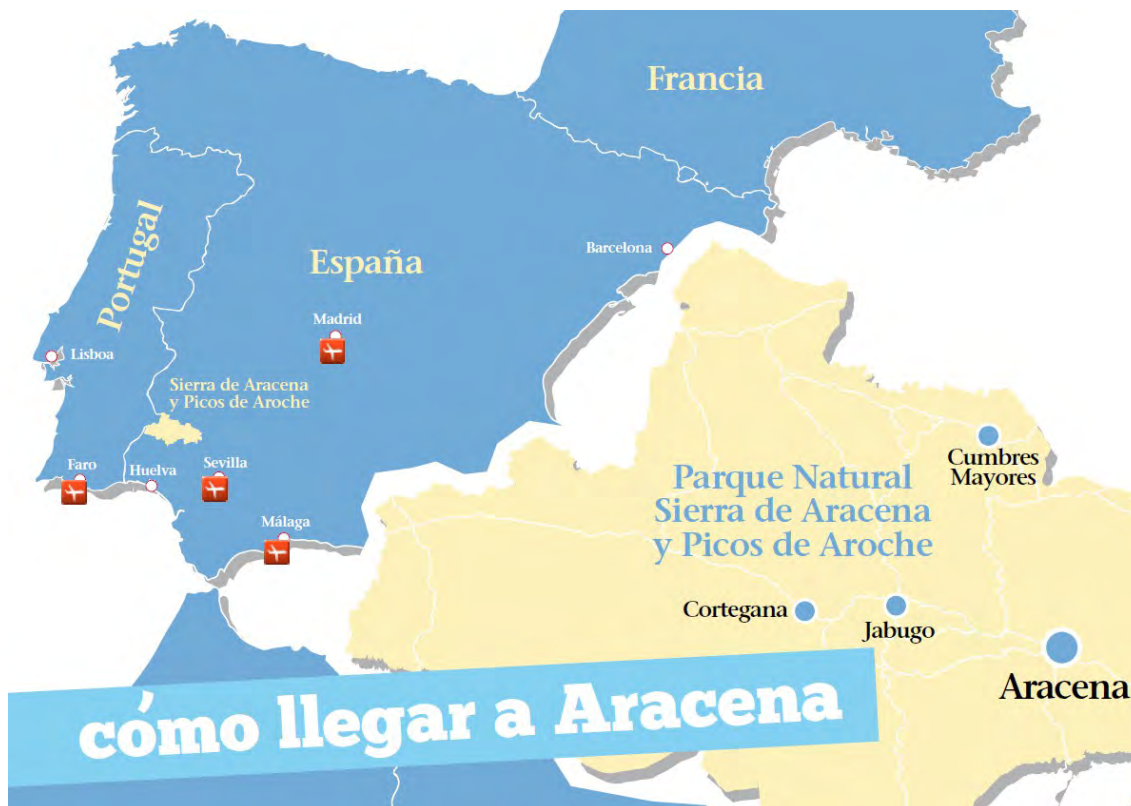 Francia
Portugal
España
Barcelona
Madrid
Lisboa
Sierra de Aracena
y Picos de Aroche
Faro
Huelva
Sevilla
Málaga
Cumbres
Mayores
Parque Natural
Sierra de Aracena
y Picos de Aroche
Cortegana
Jabugo
Aracena
cómo llegar a Aracena